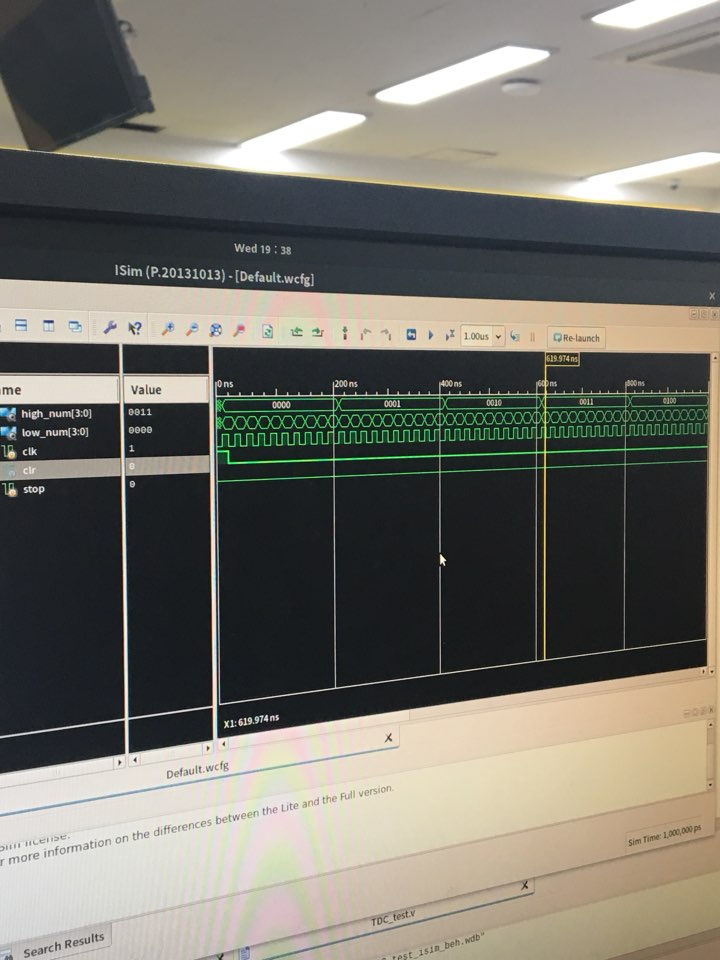 Wed 19:38
ISim (P.20131013) - [Default.wcfg]
1.00us
Re-launch
619.974 ns
me Value
0 ns 200 ns 400 ns 600 ns 800 ns
high_num[3:0] 0011 0000 0001 0010 0011 0100
low_num[3:0] 0000
clk 1
clr 0
stop 0
X1: 619.974 ns
Default.wcfg
Sim license.
r more information on the differences between the Lite and the Full version.
Sim Time: 1,000,000 ps
TDC_test.v
Search Results
_test_isim_beh.wdb"